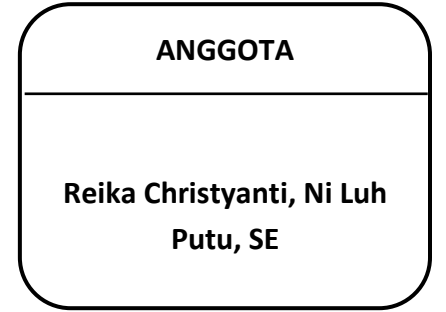 ANGGOTA
Reika Christyanti, Ni Luh
Putu, SE